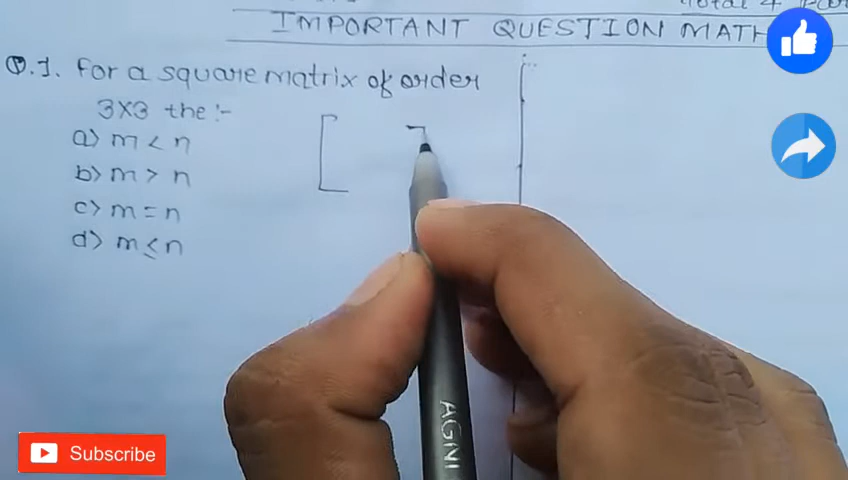 IMPORTANT QUESTION MATH
Q.1. For a square matrix of order
3X3 the :-
a) m < n
b) m > n
c) m = n
d) m ≤ n
AGNI
Subscribe